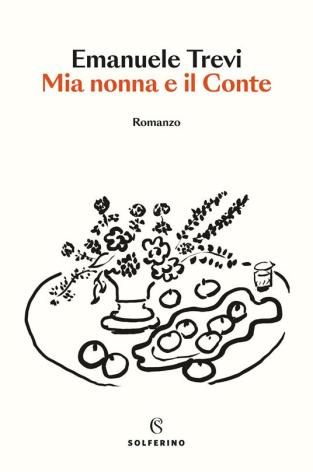 Emanuele Trevi
Mia nonna e il Conte
Romanzo
SOLFERINO